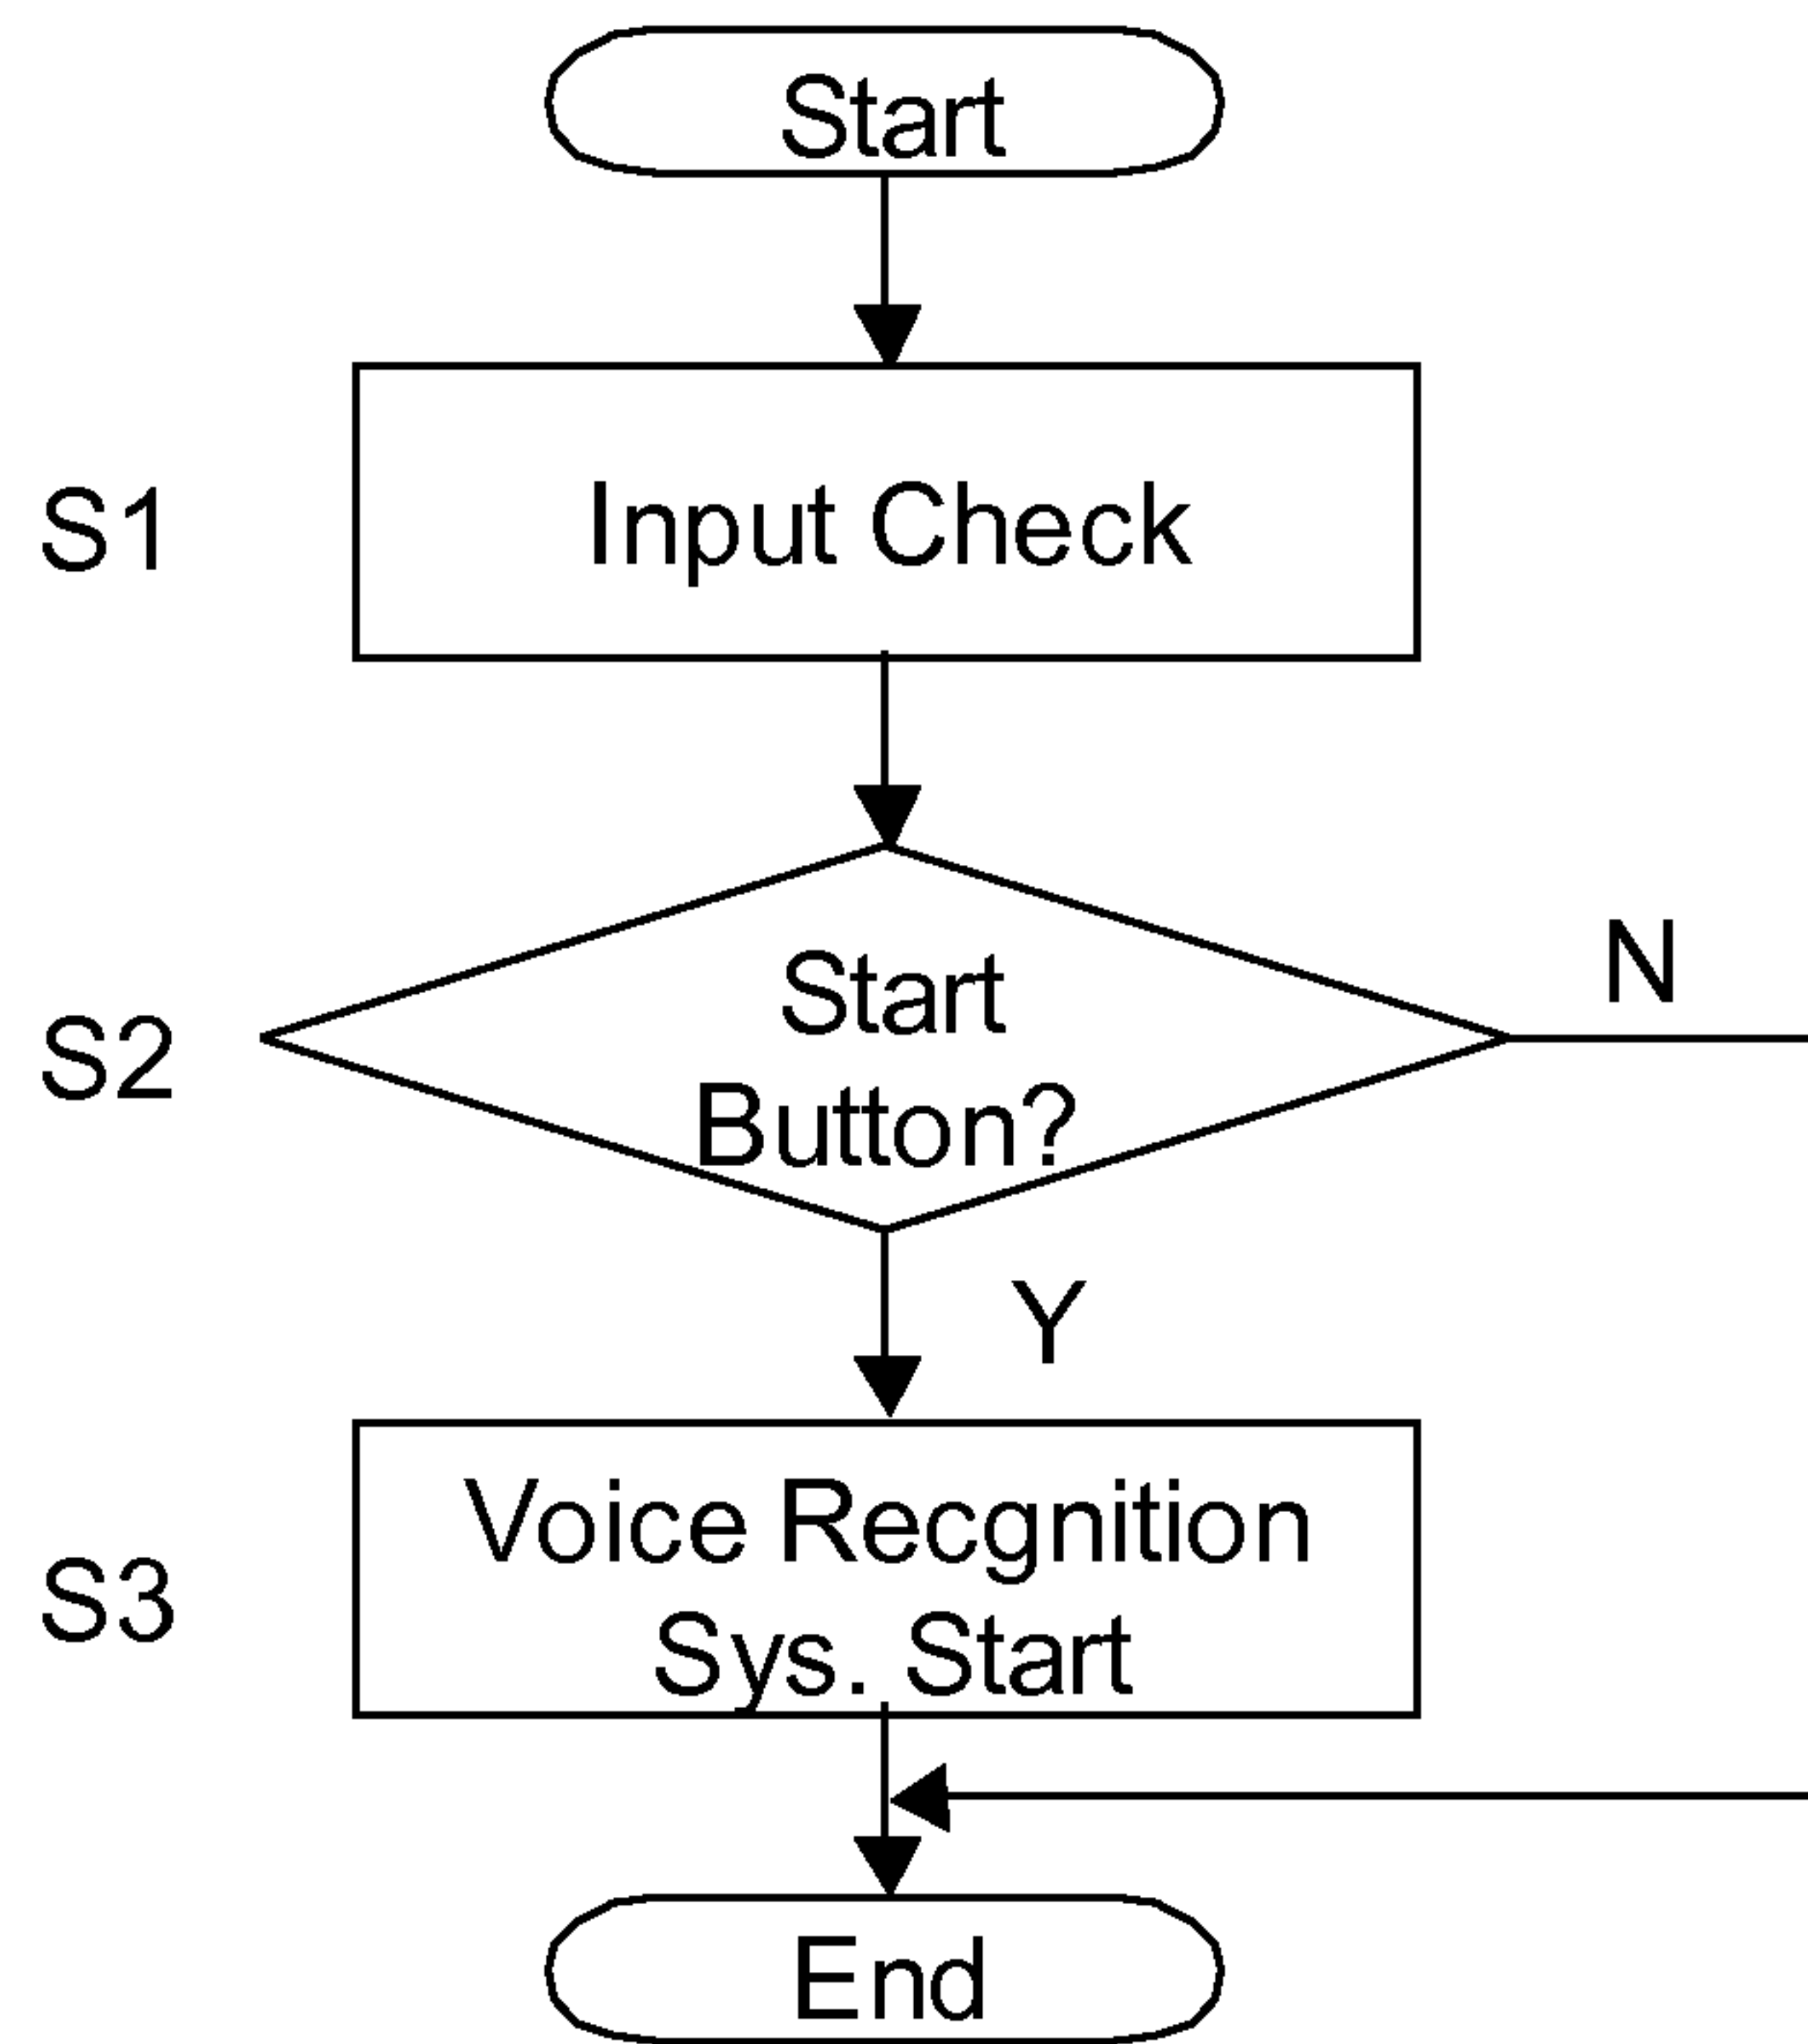 Start
S1
Input Check
S2
Start
Button?
N
Y
S3
Voice Recgnition
Sys. Start
End